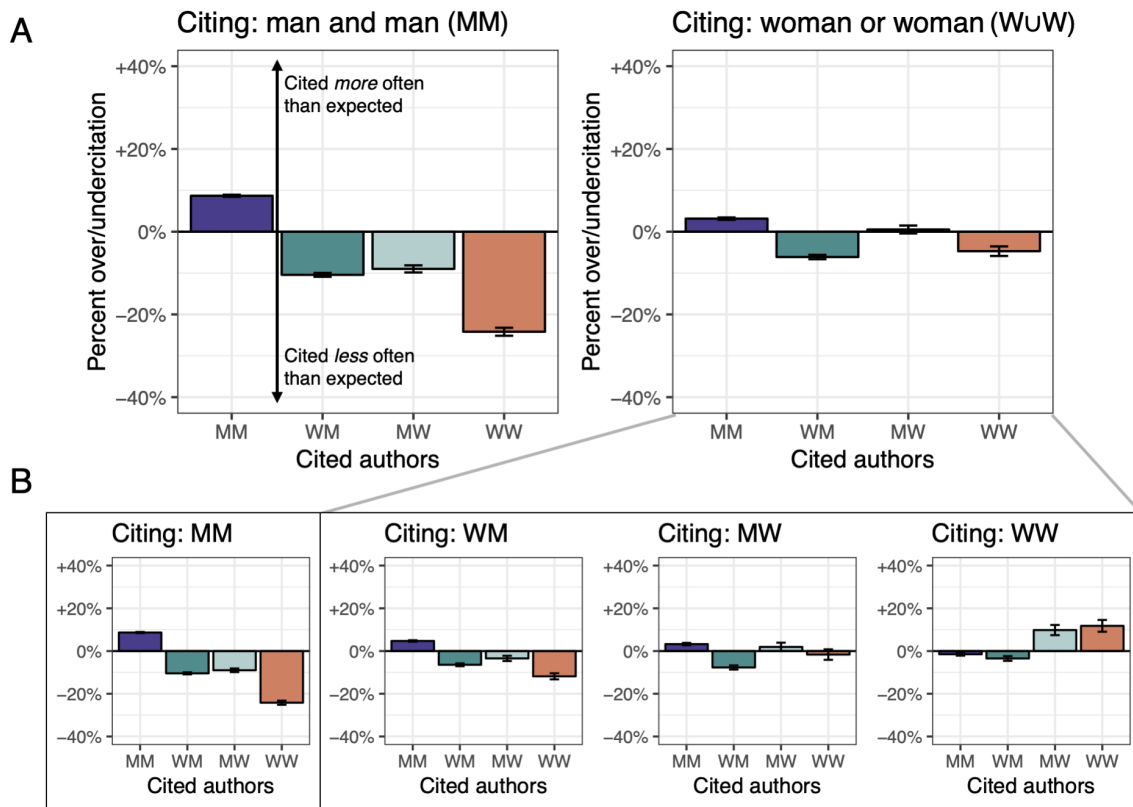 A
Citing: man and man (MM)
Percent over/undercitation
+40%
+20%
0%
−20%
−40%
Cited more often
than expected
Cited less often
than expected
MM WM MW WW
Cited authors
Citing: woman or woman (W∪W)
Percent over/undercitation
+40%
+20%
0%
−20%
−40%
MM WM MW WW
Cited authors
B
Citing: MM
+40%
+20%
0%
−20%
−40%
MM WM MW WW
Cited authors
Citing: WM
+40%
+20%
0%
−20%
−40%
MM WM MW WW
Cited authors
Citing: MW
+40%
+20%
0%
−20%
−40%
MM WM MW WW
Cited authors
Citing: WW
+40%
+20%
0%
−20%
−40%
MM WM MW WW
Cited authors